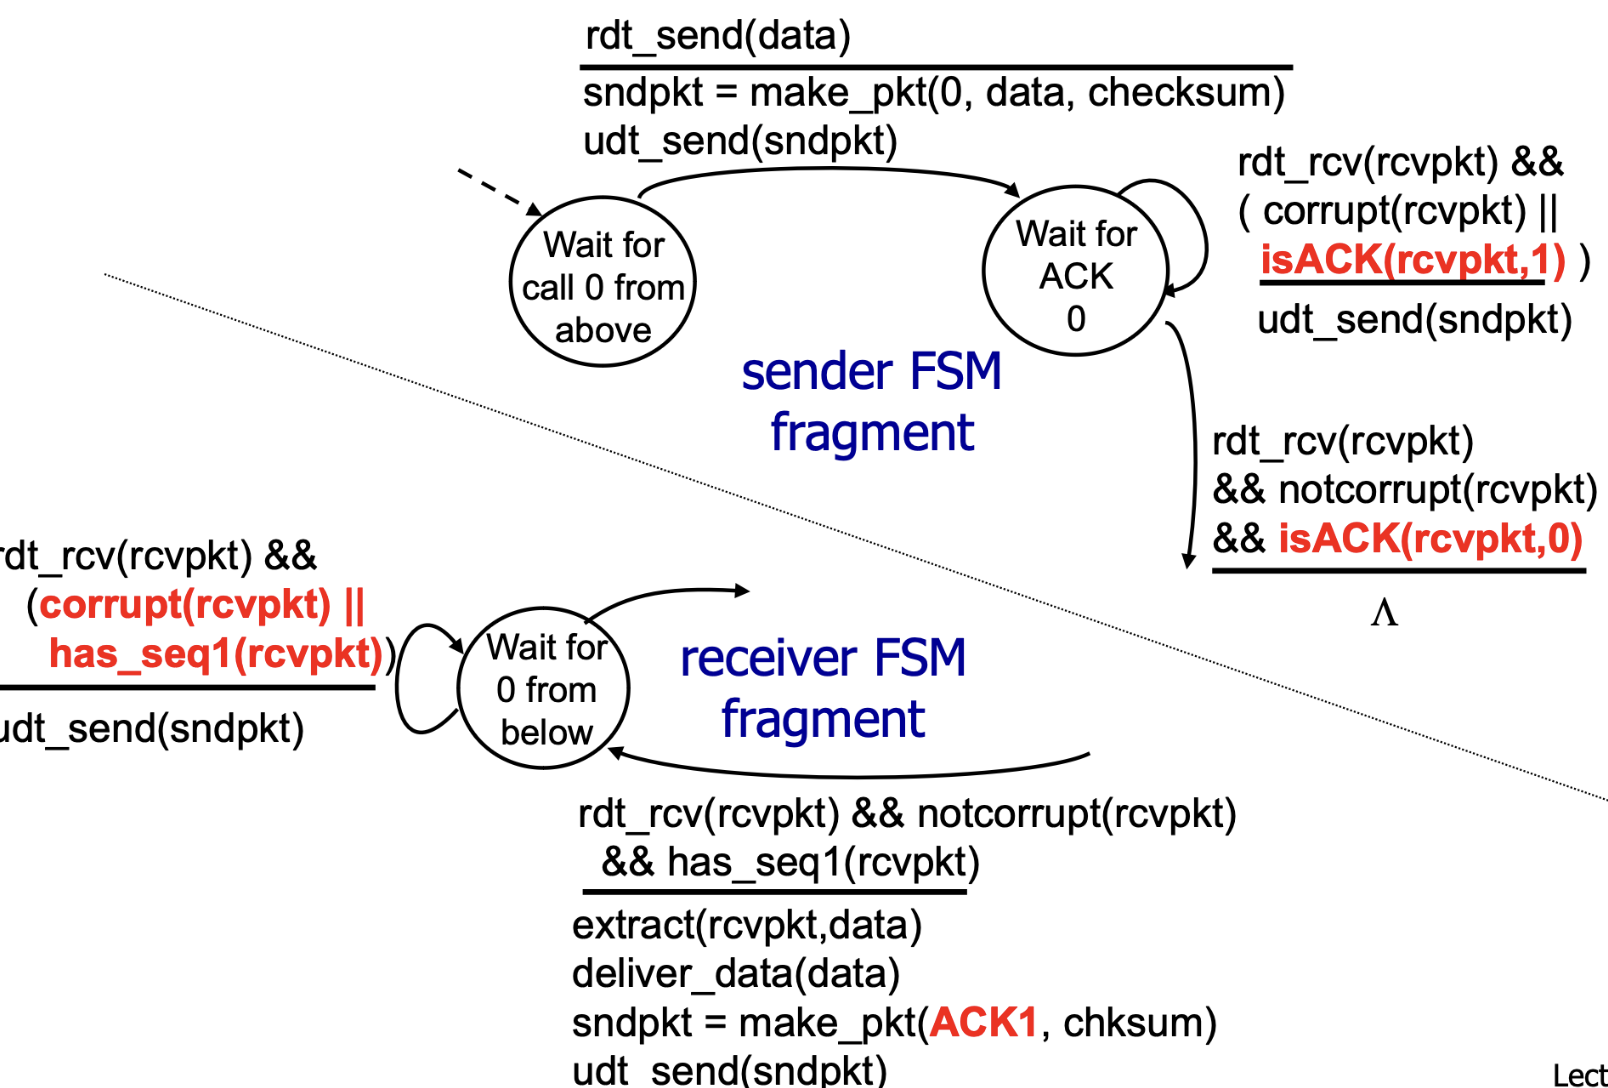 rdt_send(data)
sndpkt = make_pkt(0, data, checksum)
udt_send(sndpkt)
rdt_rcv(rcvpkt) &&
( corrupt(rcvpkt) ||
isACK(rcvpkt,1) )
udt_send(sndpkt)
Wait for
call 0 from
above
Wait for
ACK
0
sender FSM
fragment
rdt_rcv(rcvpkt)
&& notcorrupt(rcvpkt)
&& isACK(rcvpkt,0)
Λ
rdt_rcv(rcvpkt) &&
(corrupt(rcvpkt) ||
has_seq1(rcvpkt))
udt_send(sndpkt)
Wait for
0 from
below
receiver FSM
fragment
rdt_rcv(rcvpkt) && notcorrupt(rcvpkt)
&& has_seq1(rcvpkt)
extract(rcvpkt,data)
deliver_data(data)
sndpkt = make_pkt(ACK1, chksum)
udt_send(sndpkt)
Lect